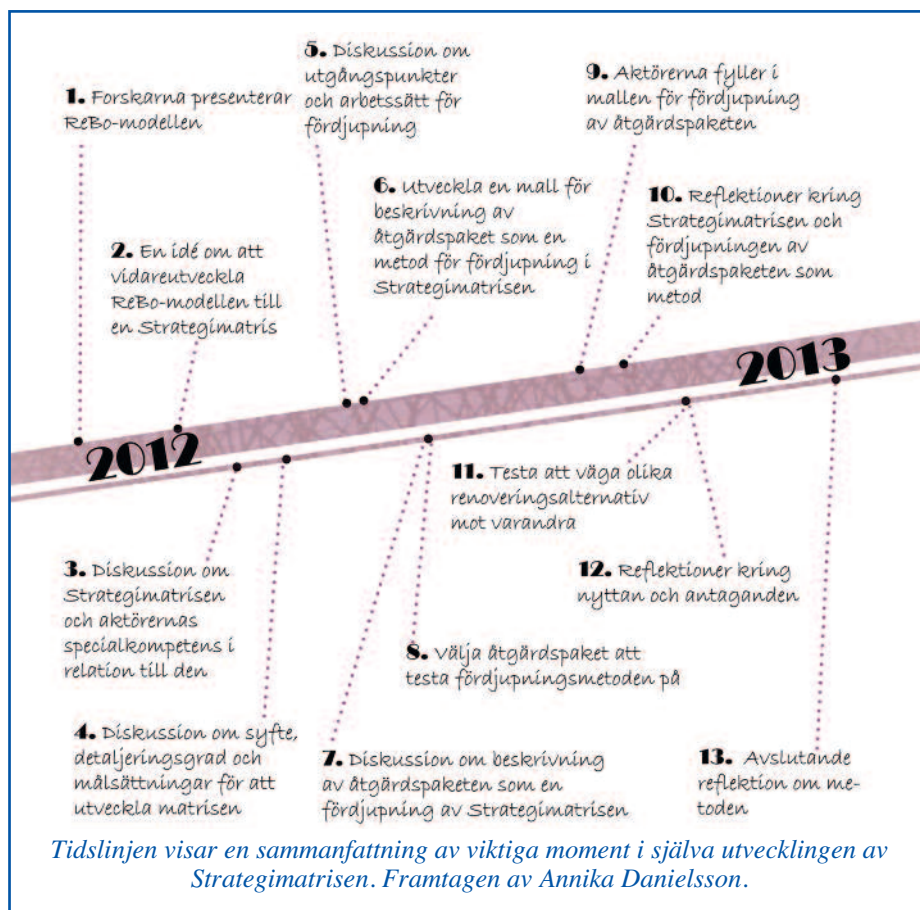 1. Forskarna presenterar
ReBo-modellen
2. En idé om att
vidareutveckla
ReBo-modellen till
en Strategimatris
3. Diskussion om
Strategimatrisen
och aktörernas
specialkompetens i
relation till den
4. Diskussion om syfte,
detaljeringsgrad och
målsättningar för att
utveckla matrisen
5. Diskussion om
utgångspunkter
och arbetssätt för
fördjupning
6. Utveckla en mall för
beskrivning av
åtgärdspaket som en
metod för fördjupning i
Strategimatrisen
7. Diskussion om beskrivning
av åtgärdspaketen som en
fördjupning av Strategimatrisen
8. Välja åtgärdspaket att
testa fördjupningsmetoden på
9. Aktörerna fyller i
mallen för fördjupning
av åtgärdspaketen
10. Reflektioner kring
Strategimatrisen och
fördjupningen av
åtgärdspaketen som
metod
11. Testa att väga olika
renoveringsalternativ
mot varandra
12. Reflektioner kring
nyttan och antaganden
13. Avslutande
reflektion om me-
toden
2012
2013
Tidslinjen visar en sammanfattning av viktiga moment i själva utvecklingen av
Strategimatrisen. Framtagen av Annika Danielsson.